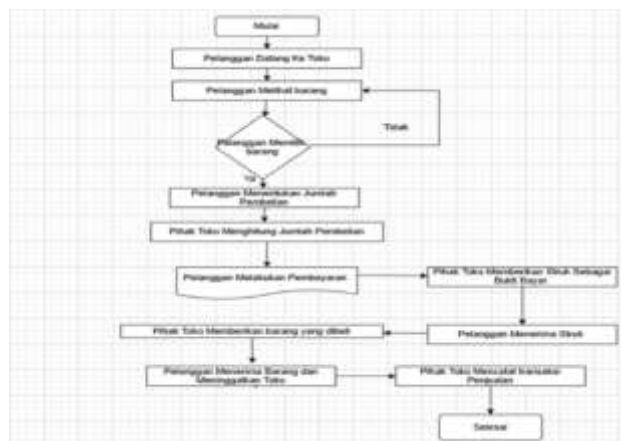 Mulai
Pelanggan Datang Ke Toko
Pelanggan Melihat barang
Tidak
Pelanggan Memilih
barang
Ya
Pelanggan Menentukan Jumlah
Pembelian
Pihak Toko Menghitung Jumlah Pembelian
Pelanggan Melakukan Pembayaran
Pihak Toko Memberikan Struk Sebagai
Bukti Bayar
Pelanggan Menerima Struk
Pihak Toko Memberikan barang yang dibeli
Pelanggan Menerima Barang dan
Meninggalkan Toko
Pihak Toko Mencatat transaksi
Penjualan
Selesai